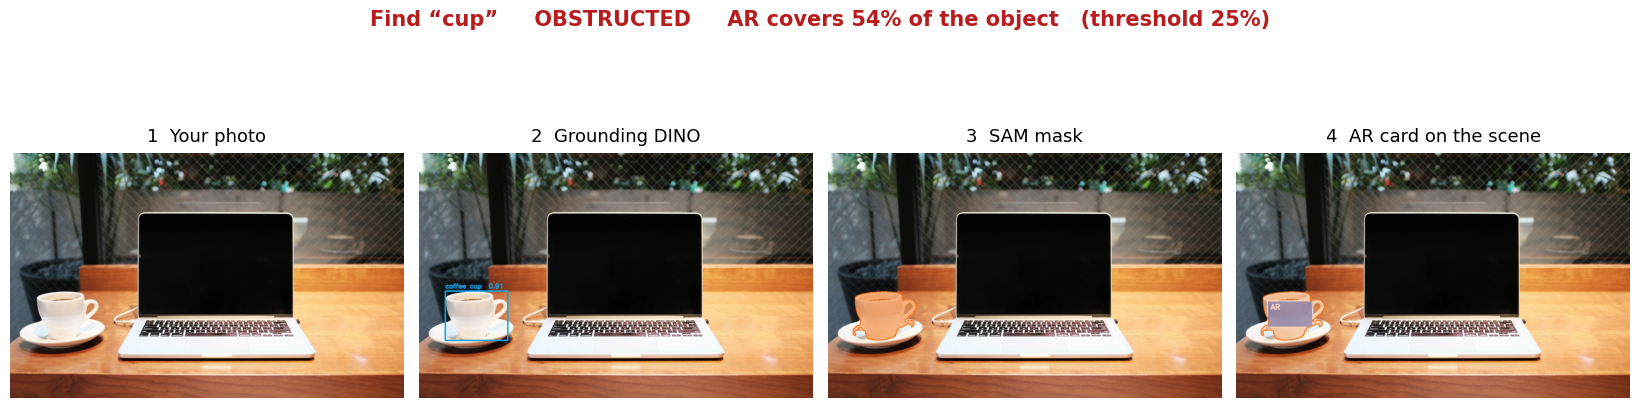 Find “cup” OBSTRUCTED AR covers 54% of the object (threshold 25%)
1 Your photo
2 Grounding DINO
3 SAM mask
4 AR card on the scene
coffee cup 0.91
AR